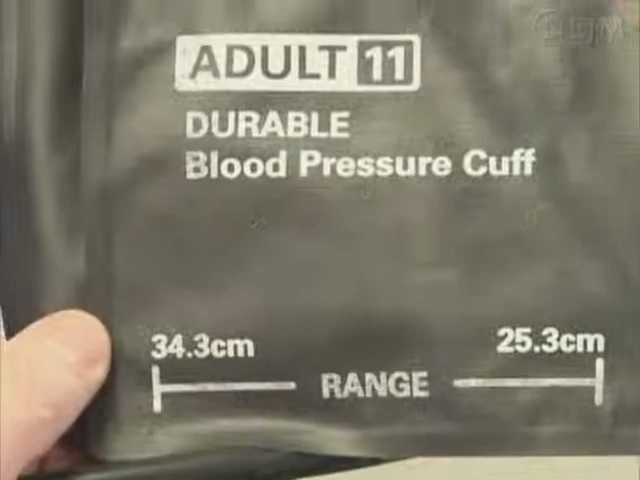 ADULT 11
DURABLE
Blood Pressure Cuff
34.3cm 25.3cm
RANGE